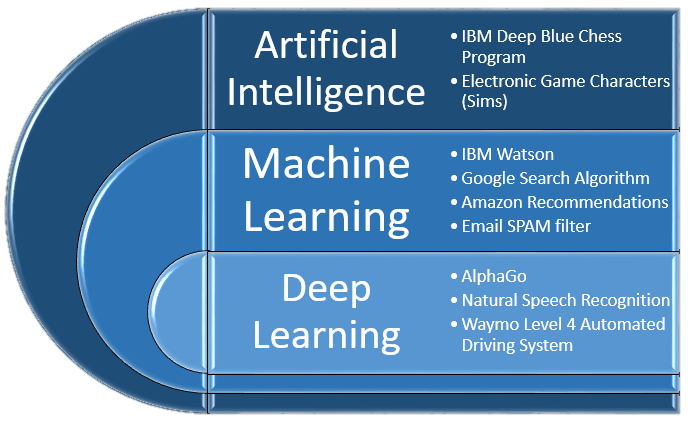 Artificial
Intelligence
• IBM Deep Blue Chess
Program
• Electronic Game Characters
(Sims)
Machine
Learning
• IBM Watson
• Google Search Algorithm
• Amazon Recommendations
• Email SPAM filter
Deep
Learning
• AlphaGo
• Natural Speech Recognition
• Waymo Level 4 Automated
Driving System